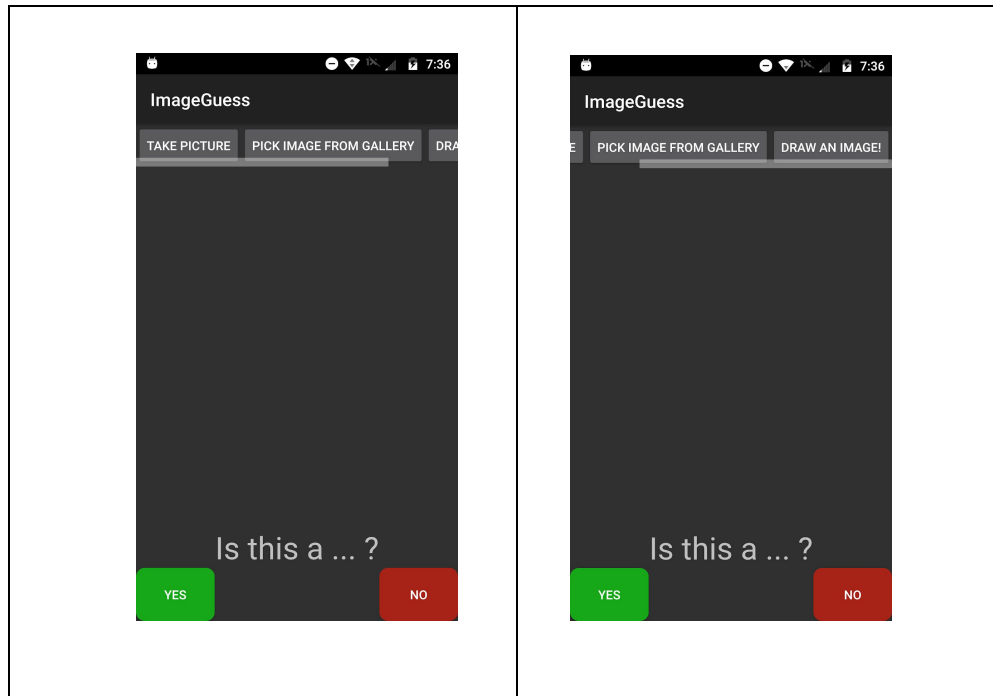 7:36
ImageGuess
TAKE PICTURE PICK IMAGE FROM GALLERY DRA
Is this a ... ?
YES NO
7:36
ImageGuess
E PICK IMAGE FROM GALLERY DRAW AN IMAGE!
Is this a ... ?
YES NO